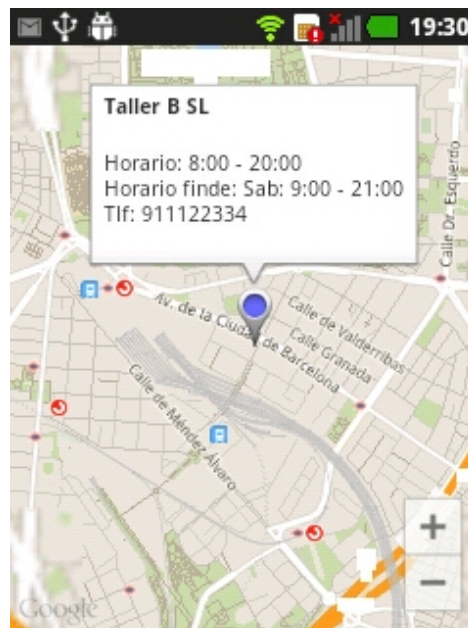 19:30
Taller B SL
Horario: 8:00 - 20:00
Horario finde: Sab: 9:00 - 21:00
Tlf: 911122334
Calle Dr. Esquerdo
Av. de la Ciudad de Barcelona
Calle de Valderribas
Calle Granada
Calle de Méndez Álvaro
+
−
Google